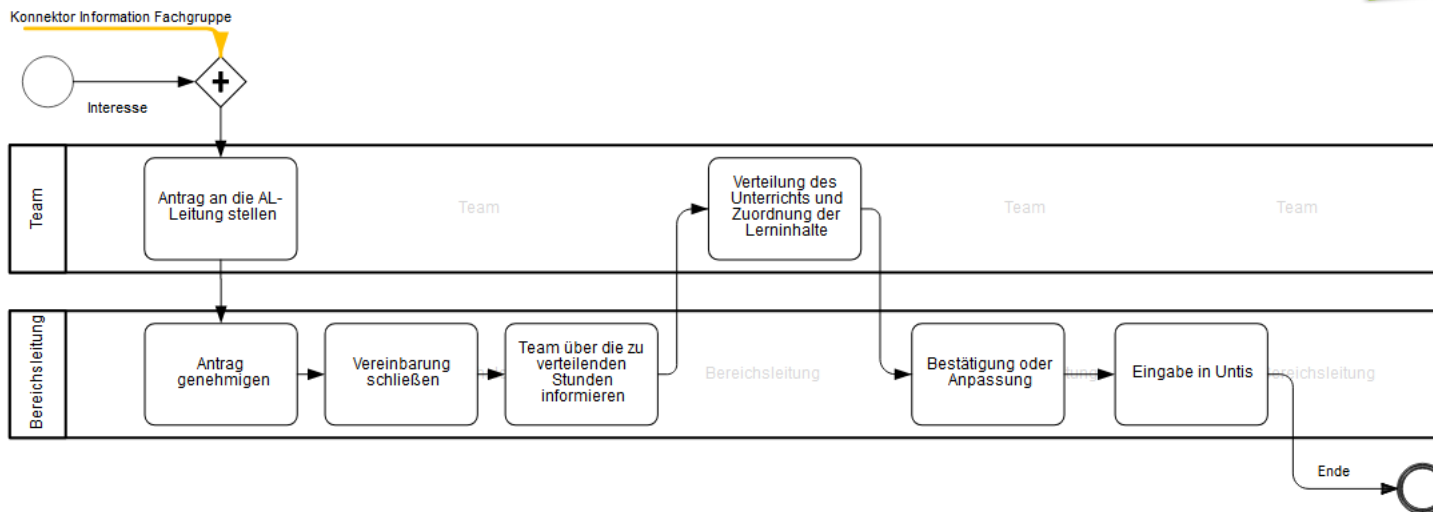 Konnektor Information Fachgruppe
Interesse
Team
Antrag an die AL-
Leitung stellen
Team
Verteilung des
Unterrichts und
Zuordnung der
Lerninhalte
Team
Team
Bereichsleitung
Antrag
genehmigen
Vereinbarung
schließen
Team über die zu
verteilenden
Stunden
informieren
Bereichsleitung
Bestätigung oder
Anpassung
Eingabe in Untis
Ende